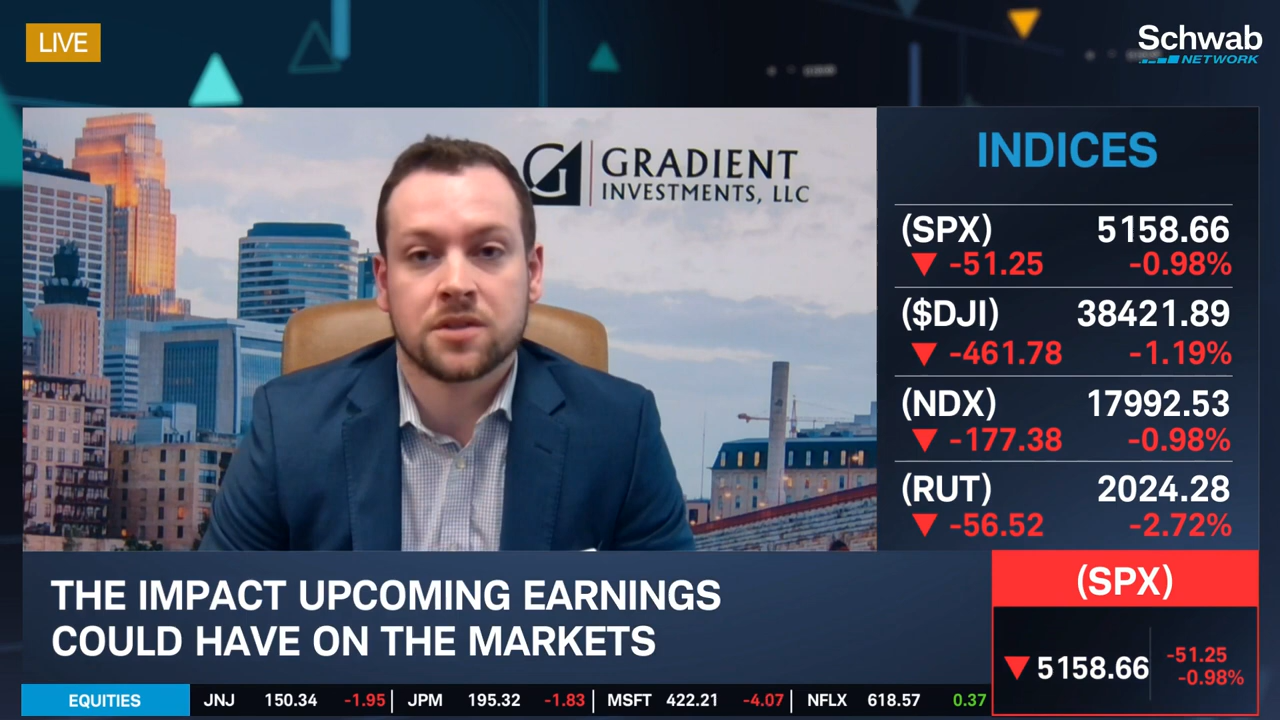 LIVE
Schwab
NETWORK
G GRADIENT
INVESTMENTS, LLC
INDICES
(SPX) 5158.66
▼ -51.25 -0.98%
($DJI) 38421.89
▼ -461.78 -1.19%
(NDX) 17992.53
▼ -177.38 -0.98%
(RUT) 2024.28
▼ -56.52 -2.72%
THE IMPACT UPCOMING EARNINGS
COULD HAVE ON THE MARKETS
(SPX)
▼ 5158.66 -51.25
-0.98%
EQUITIES JNJ 150.34 -1.95 JPM 195.32 -1.83 MSFT 422.21 -4.07 NFLX 618.57 0.37